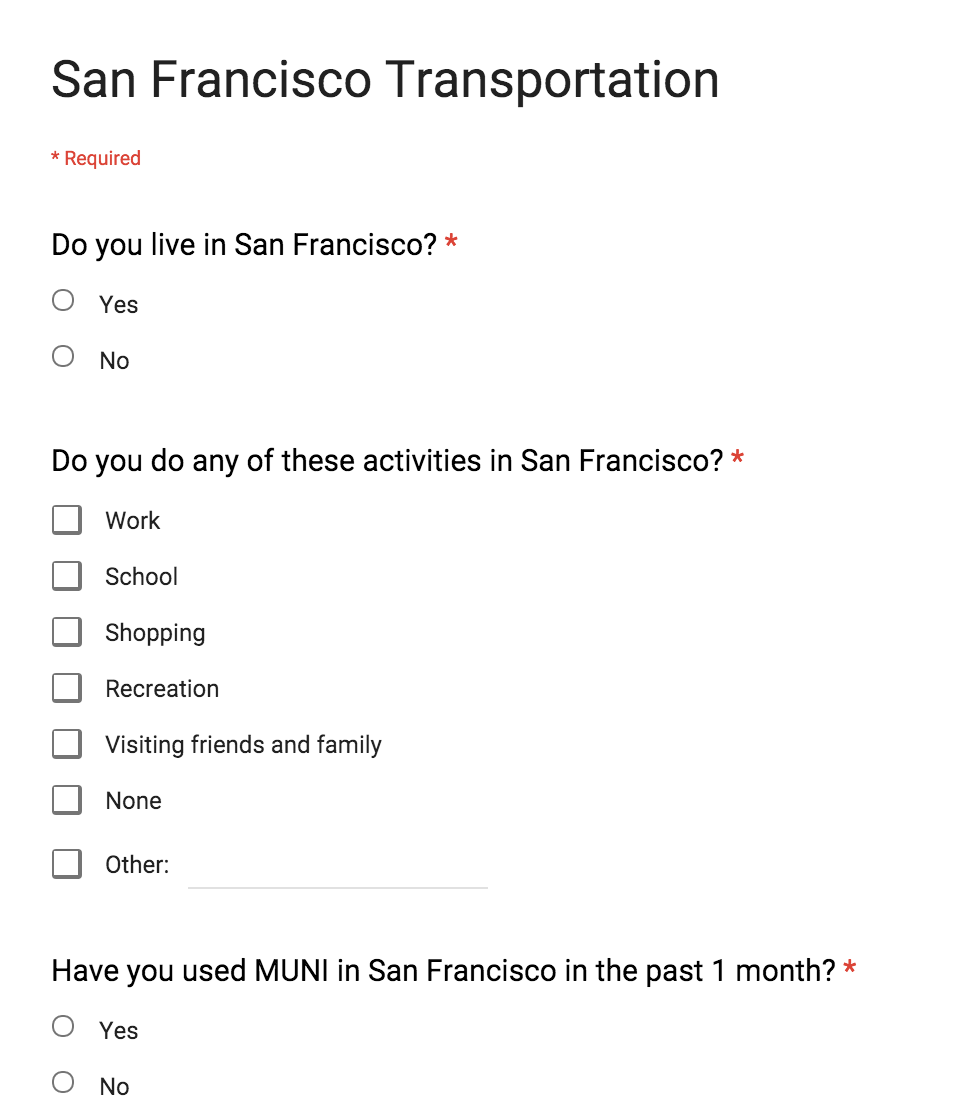 San Francisco Transportation
* Required
Do you live in San Francisco? *
Yes
No
Do you do any of these activities in San Francisco? *
Work
School
Shopping
Recreation
Visiting friends and family
None
Other:
Have you used MUNI in San Francisco in the past 1 month? *
Yes
No